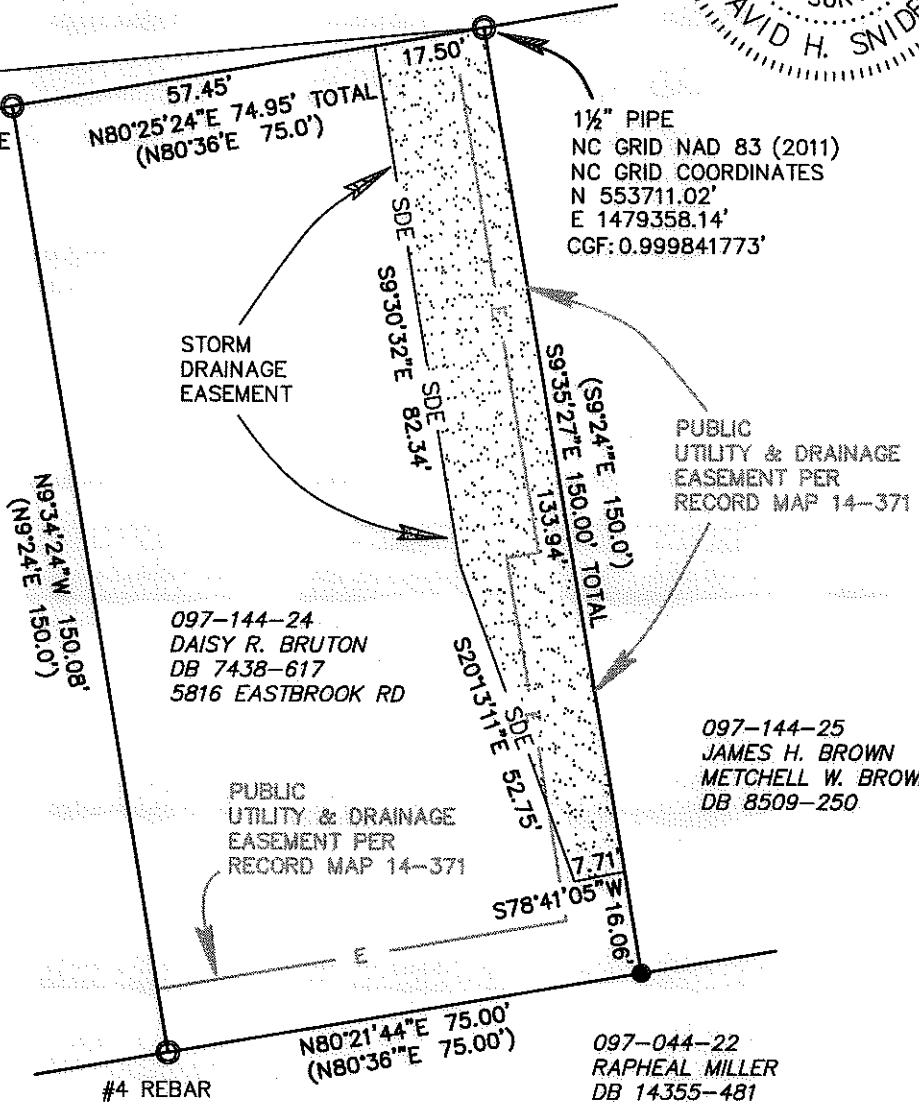 DAVID H. SNIDE
17.50'
57.45'
N80°25'24"E 74.95' TOTAL
(N80°36'E 75.0')
E
1½" PIPE
NC GRID NAD 83 (2011)
NC GRID COORDINATES
N 553711.02'
E 1479358.14'
CGF: 0.999841773'
SDE
S9°30'32"E 82.34'
SDE
STORM
DRAINAGE
EASEMENT
E
(S9°24'"E 150.0')
S9°35'27"E 150.00' TOTAL
133.94'
PUBLIC
UTILITY & DRAINAGE
EASEMENT PER
RECORD MAP 14-371
N9°34'24"W 150.08'
(N9°24'E 150.0')
097-144-24
DAISY R. BRUTON
DB 7438-617
5816 EASTBROOK RD
SDE
S20°13'11"E 52.75'
097-144-25
JAMES H. BROWN
METCHELL W. BROW
DB 8509-250
PUBLIC
UTILITY & DRAINAGE
EASEMENT PER
RECORD MAP 14-371
7.71'
S78°41'05"W
16.06'
E
N80°21'44"E 75.00'
(N80°36'"E 75.00')
#4 REBAR
097-044-22
RAPHEAL MILLER
DB 14355-481